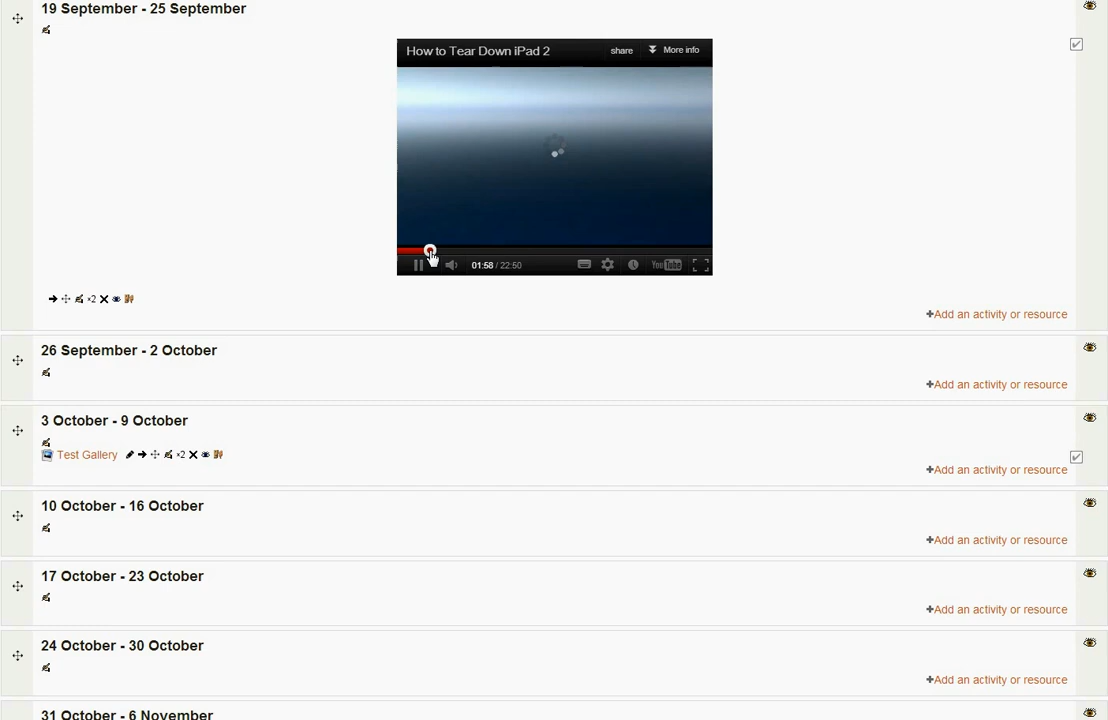 19 September - 25 September
How to Tear Down iPad 2 share More info
01:58 / 22:50 YouTube
×2
+Add an activity or resource
26 September - 2 October
+Add an activity or resource
3 October - 9 October
Test Gallery ×2
+Add an activity or resource
10 October - 16 October
+Add an activity or resource
17 October - 23 October
+Add an activity or resource
24 October - 30 October
+Add an activity or resource
31 October - 6 November